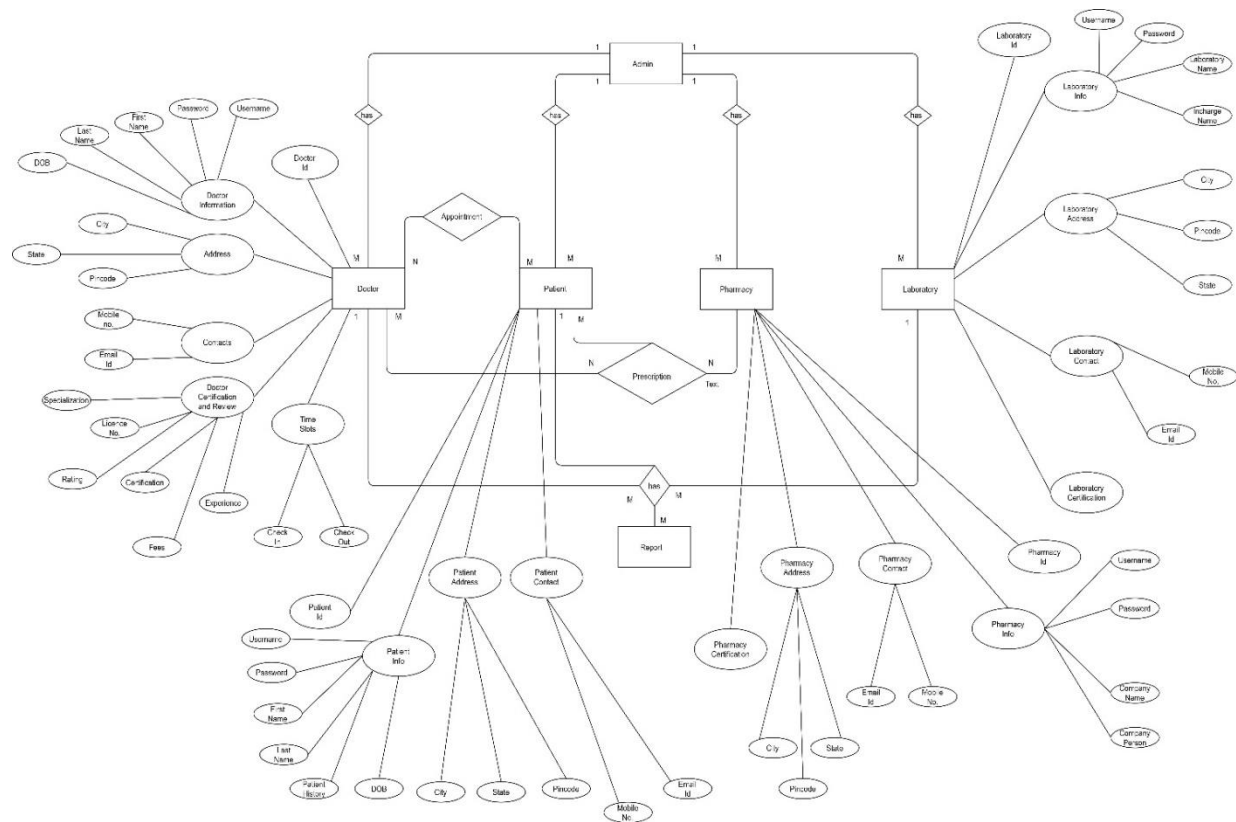 Username
Password
Laboratory
Id
Laboratory
Name
Laboratory
Info
Incharge
Name
1
1
Admin
1
1
has
has
has
has
Password
Username
First
Name
Last
Name
DOB
Doctor
Id
Doctor
Information
City
Address
State
Pincode
Appointment
City
Laboratory
Address
Pincode
State
M
N
M
M
M
M
Doctor
Patient
Pharmacy
Laboratory
1
M
1
M
1
N
N
Prescription
Tex.
Mobile
no.
Contacts
Email
Id
Laboratory
Contact
Mobile
No.
Email
Id
Doctor
Certification
and Review
Specialization
Licence
No.
Rating
Certification
Experience
Fees
Time
Slots
Check
In
Check
Out
has
M
M
M
Report
Laboratory
Certification
Patient
Id
Patient
Address
Patient
Contact
Pharmacy
Address
Pharmacy
Contact
Pharmacy
Id
Username
Password
Patient
Info
First
Name
Last
Name
Patient
History
DOB
City
State
Pincode
Mobile
No.
Email
Id
Pharmacy
Certification
City
State
Pincode
Email
Id
Mobile
No.
Pharmacy
Info
Username
Password
Company
Name
Company
Person